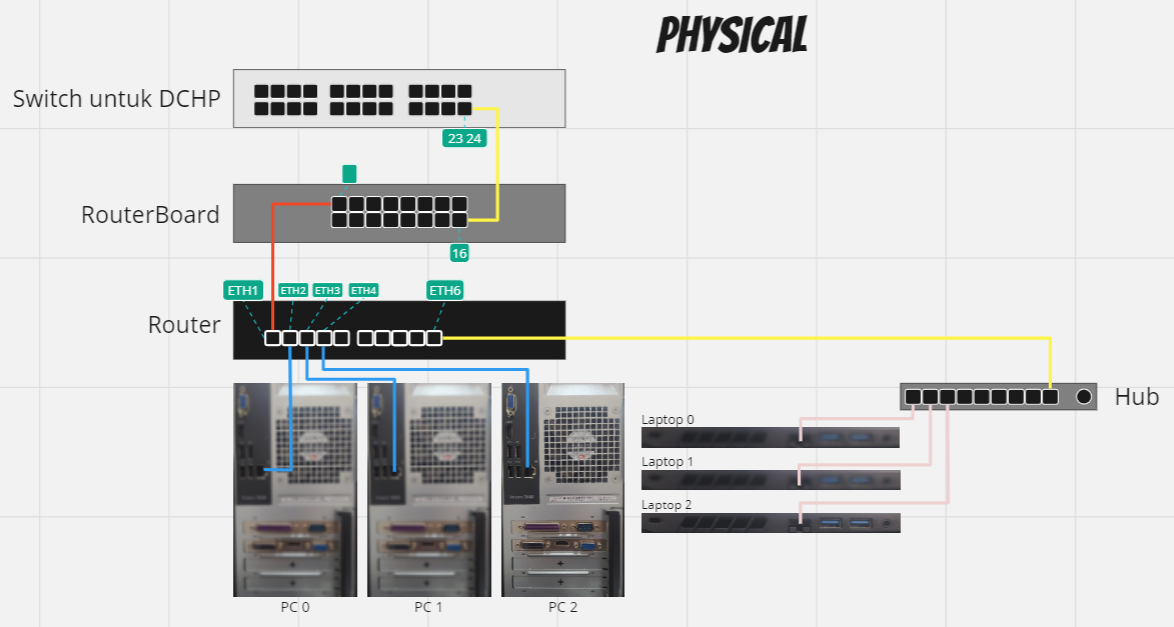 PHYSICAL
Switch untuk DCHP
23 24
RouterBoard
16
ETH1
ETH2
ETH3
ETH4
ETH6
Router
Hub
Laptop 0
Laptop 1
Laptop 2
PC 0
PC 1
PC 2